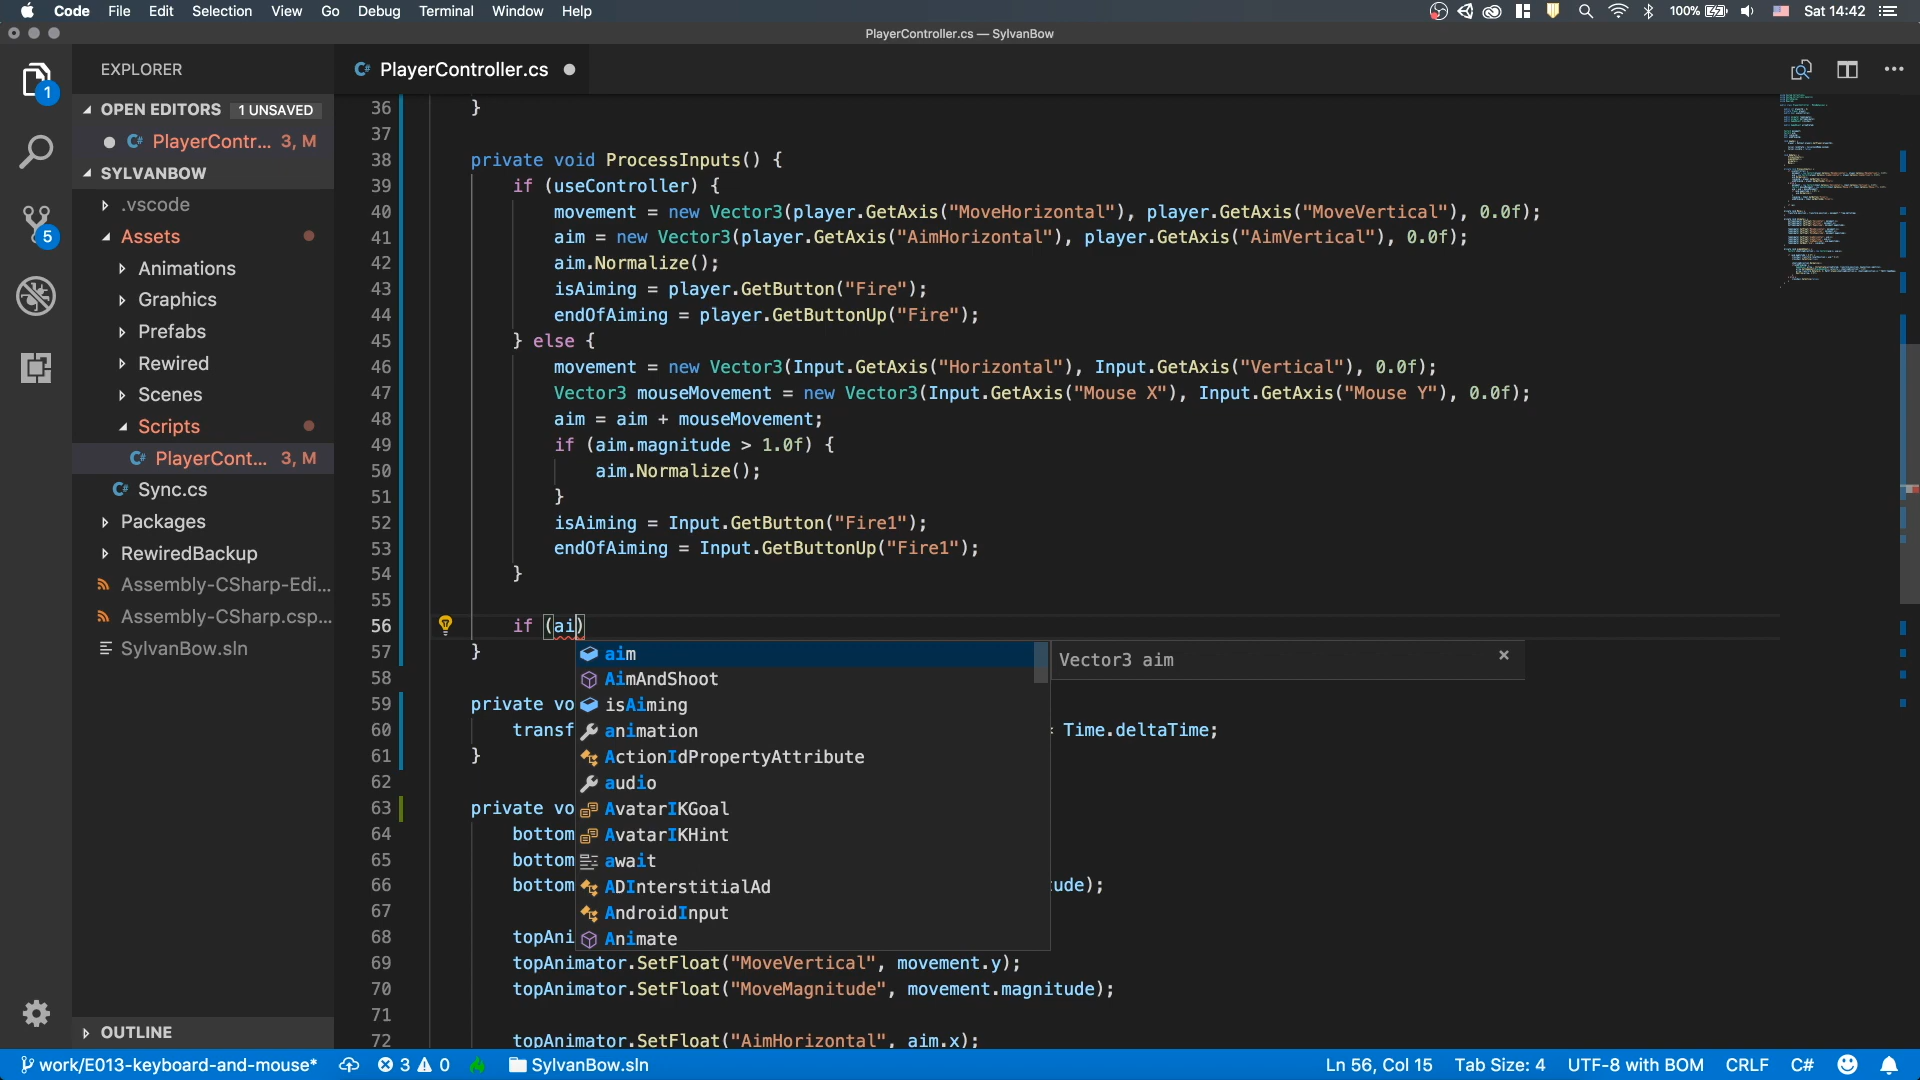 Code File Edit Selection View Go Debug Terminal Window Help
100% Sat 14:42
PlayerController.cs — SylvanBow
EXPLORER
OPEN EDITORS 1 UNSAVED
PlayerContr... 3, M
SYLVANBOW
.vscode
Assets
Animations
Graphics
Prefabs
Rewired
Scenes
Scripts
PlayerCont... 3, M
Sync.cs
Packages
RewiredBackup
Assembly-CSharp-Edi...
Assembly-CSharp.csp...
SylvanBow.sln
OUTLINE
1
5
PlayerController.cs
36 }
37
38 private void ProcessInputs() {
39 if (useController) {
40 movement = new Vector3(player.GetAxis("MoveHorizontal"), player.GetAxis("MoveVertical"), 0.0f);
41 aim = new Vector3(player.GetAxis("AimHorizontal"), player.GetAxis("AimVertical"), 0.0f);
42 aim.Normalize();
43 isAiming = player.GetButton("Fire");
44 endOfAiming = player.GetButtonUp("Fire");
45 } else {
46 movement = new Vector3(Input.GetAxis("Horizontal"), Input.GetAxis("Vertical"), 0.0f);
47 Vector3 mouseMovement = new Vector3(Input.GetAxis("Mouse X"), Input.GetAxis("Mouse Y"), 0.0f);
48 aim = aim + mouseMovement;
49 if (aim.magnitude > 1.0f) {
50 aim.Normalize();
51 }
52 isAiming = Input.GetButton("Fire1");
53 endOfAiming = Input.GetButtonUp("Fire1");
54 }
55
56 if (ai)
57 }
58
59 private vo
60 transf = Time.deltaTime;
61 }
62
63 private vo
64 bottom
65 bottom
66 bottom ude);
67
68 topAni
69 topAnimator.SetFloat("MoveVertical", movement.y);
70 topAnimator.SetFloat("MoveMagnitude", movement.magnitude);
71
72 topAnimator.SetFloat("AimHorizontal", aim.x);
aim
AimAndShoot
isAiming
animation
ActionIdPropertyAttribute
audio
AvatarIKGoal
AvatarIKHint
await
ADInterstitialAd
AndroidInput
Animate
Vector3 aim
work/E013-keyboard-and-mouse* 3 0 SylvanBow.sln
Ln 56, Col 15 Tab Size: 4 UTF-8 with BOM CRLF C#